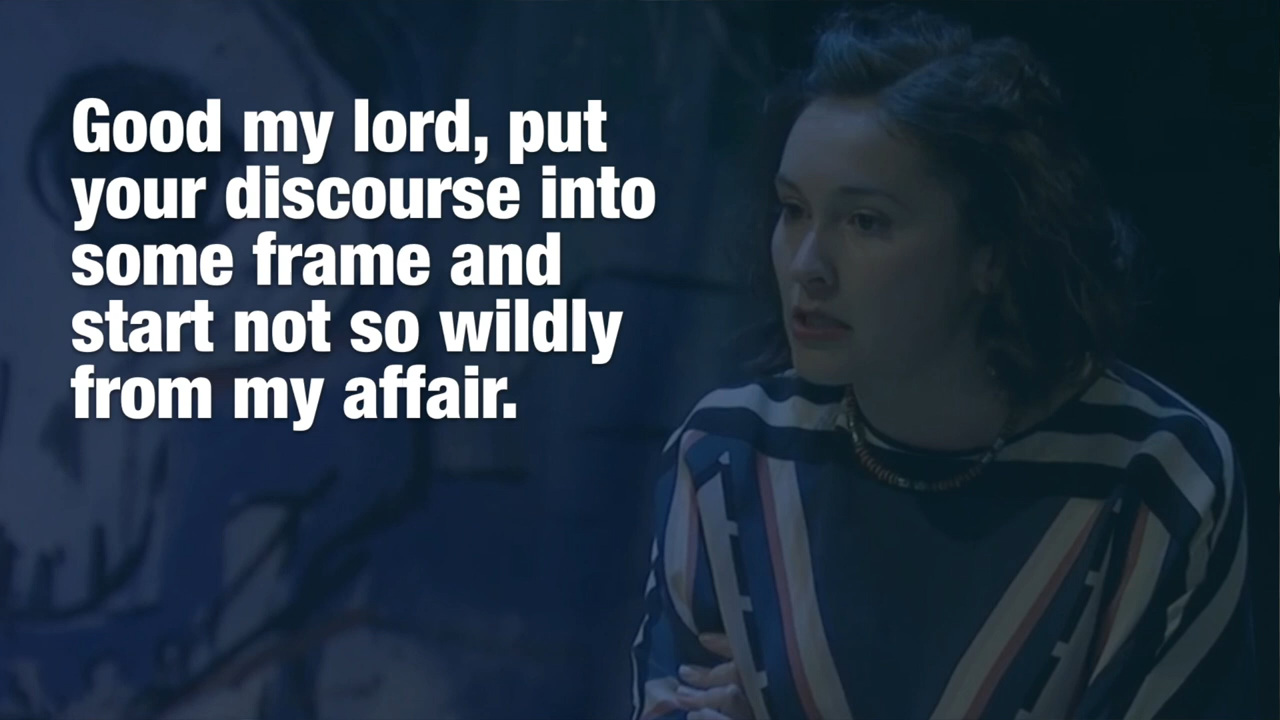 Good my lord, put
your discourse into
some frame and
start not so wildly
from my affair.